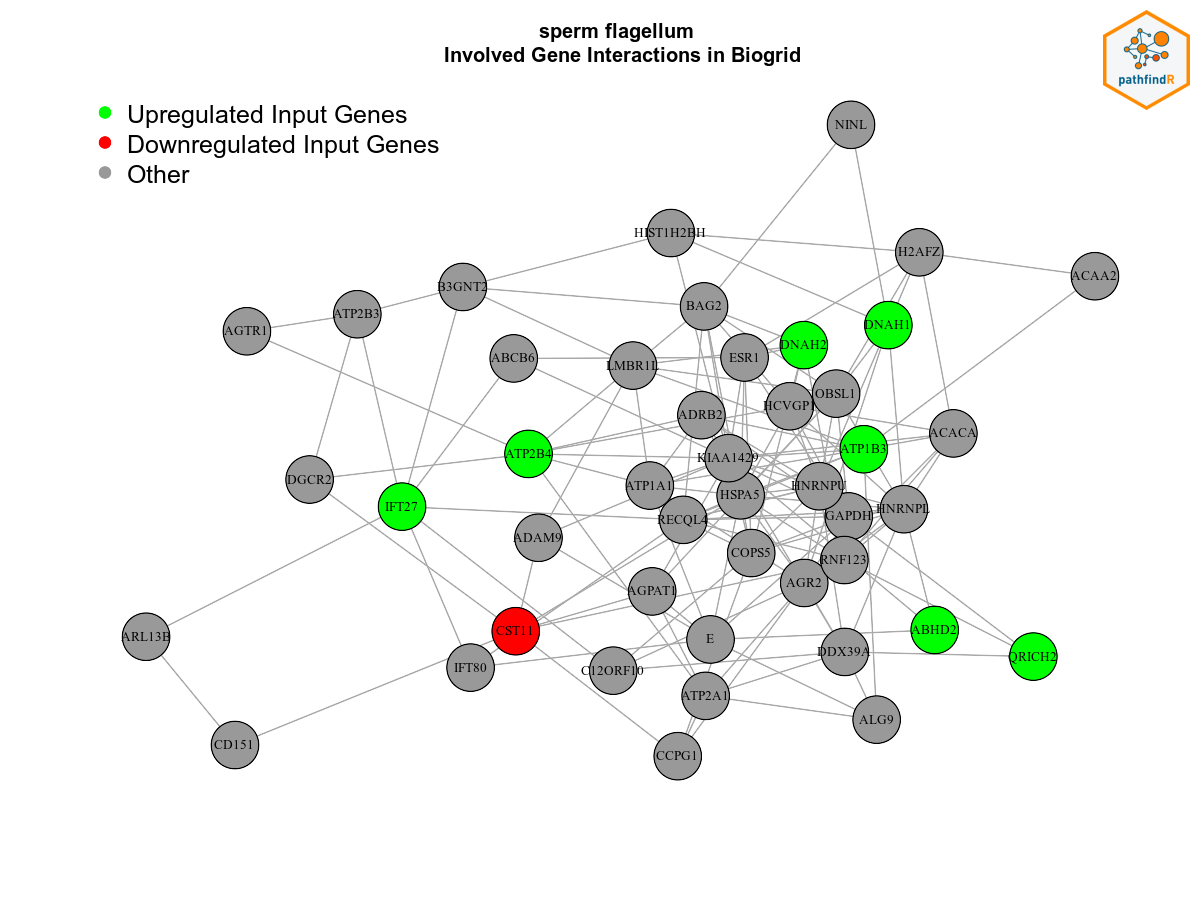 sperm flagellum
Involved Gene Interactions in Biogrid
pathfindR
Upregulated Input Genes
Downregulated Input Genes
Other
NINL
HIST1H2BH
H2AFZ
ACAA2
B3GNT2
BAG2
ATP2B3
AGTR1
DNAH1
DNAH2
ABCB6
ESR1
LMBR1L
OBSL1
HCVGP1
ADRB2
ACACA
ATP1B3
ATP2B4
KIAA1429
DGCR2
ATP1A1
HNRNPU
HSPA5
IFT27
HNRNPL
GAPDH
RECQL4
ADAM9
COPS5
RNF123
AGR2
AGPAT1
CST11
ABHD2
ARL13B
E
DDX39A
QRICH2
IFT80
C12ORF10
ATP2A1
ALG9
CD151
CCPG1